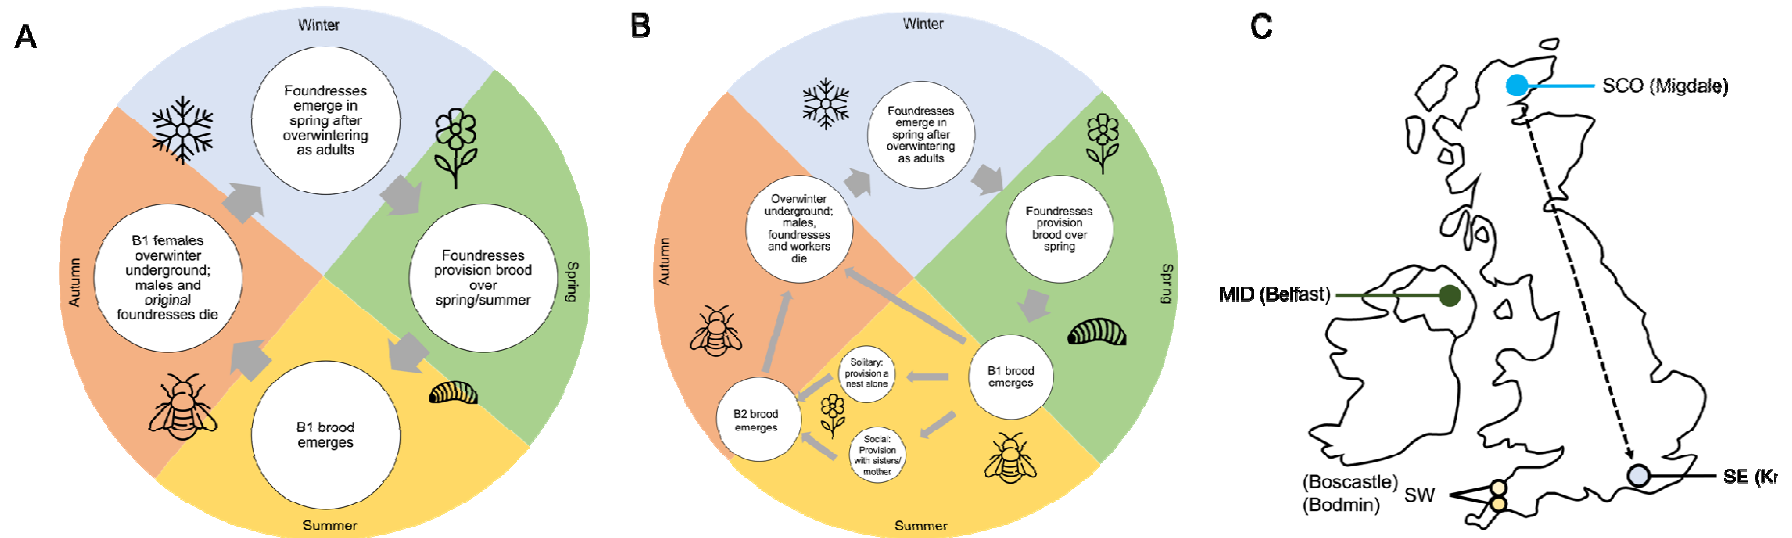 A
Winter
Foundresses
emerge in
spring after
overwintering
as adults
Spring
Foundresses
provision brood
over
spring/summer
B1 brood
emerges
Summer
Autumn
B1 females
overwinter
underground;
males and
original
foundresses die
B
Winter
Foundresses
emerge in
spring after
overwintering
as adults
Spring
Foundresses
provision
brood over
spring
B1 brood
emerges
Solitary:
provision a
nest alone
Social:
Provision
with sisters/
mother
B2 brood
emerges
Summer
Autumn
Overwinter
underground;
males,
foundresses
and workers
die
C
SCO (Migdale)
MID (Belfast)
(Boscastle)
(Bodmin)
SW
SE (Kr